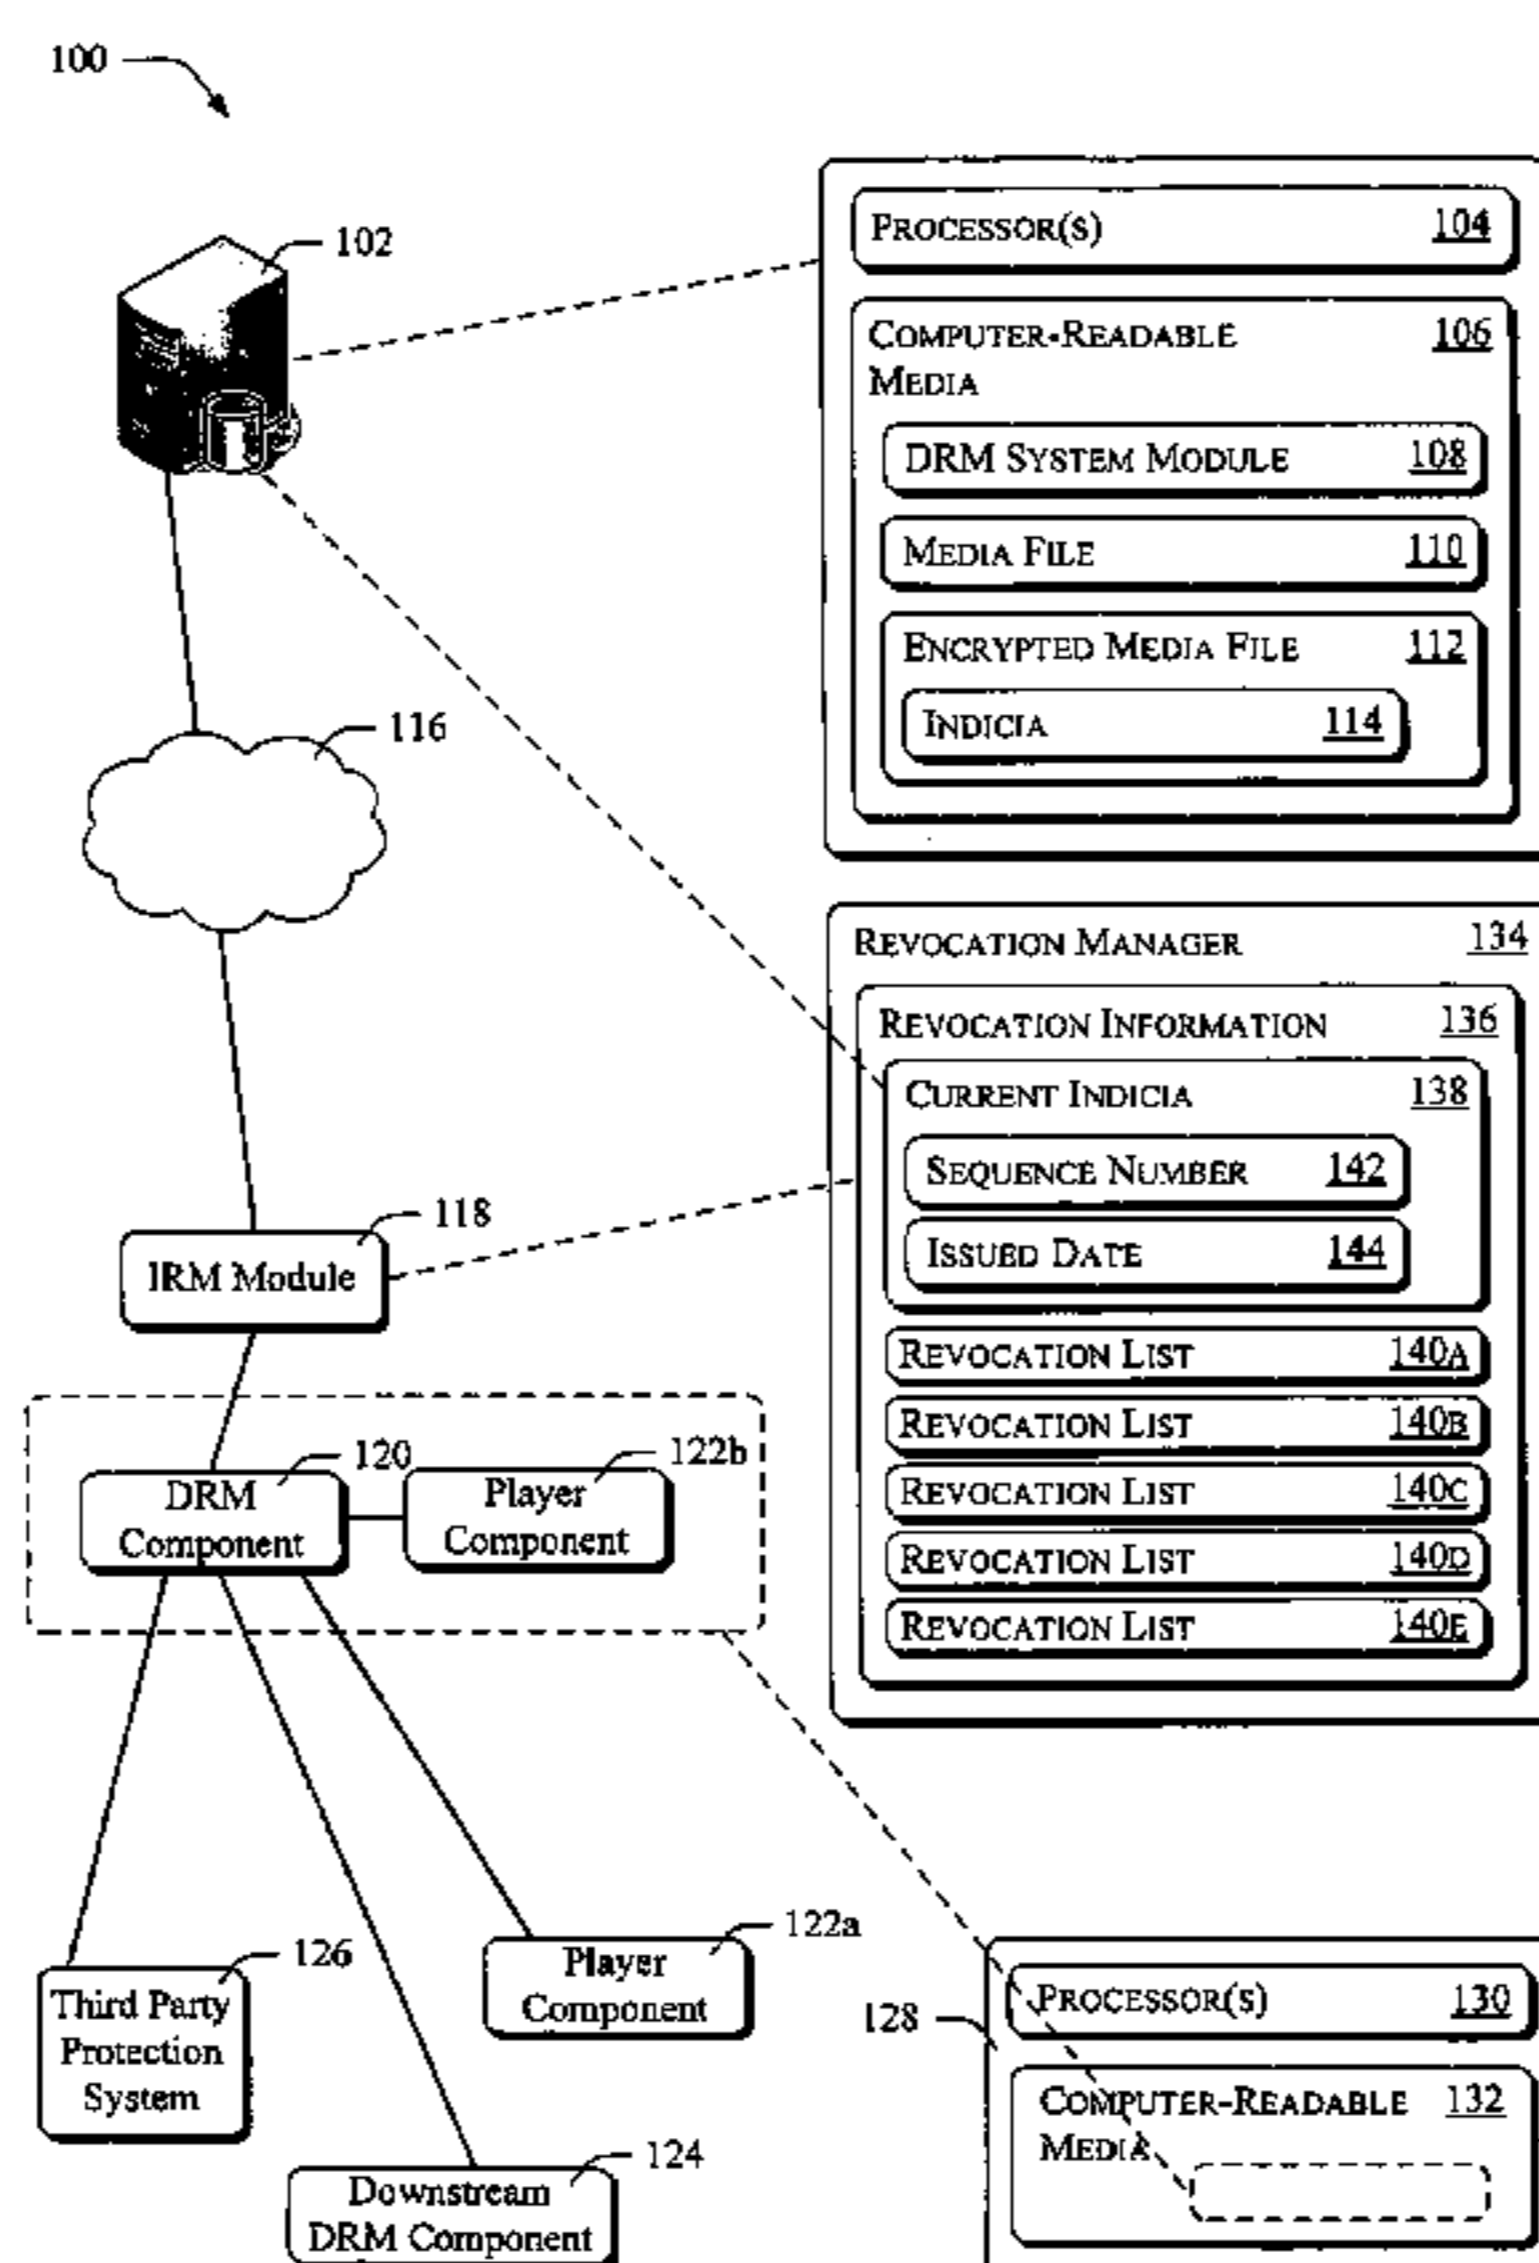 100
102
PROCESSOR(S) 104
COMPUTER-READABLE 106
MEDIA
DRM SYSTEM MODULE 108
MEDIA FILE 110
ENCRYPTED MEDIA FILE 112
INDICIA 114
116
REVOCATION MANAGER 134
REVOCATION INFORMATION 136
CURRENT INDICIA 138
SEQUENCE NUMBER 142
ISSUED DATE 144
118
IRM Module
REVOCATION LIST 140A
REVOCATION LIST 140B
REVOCATION LIST 140C
REVOCATION LIST 140D
REVOCATION LIST 140E
120
DRM
Component
122b
Player
Component
122a
Player
Component
126
Third Party
Protection
System
124
Downstream
DRM Component
128
PROCESSOR(S) 130
COMPUTER-READABLE 132
MEDIA